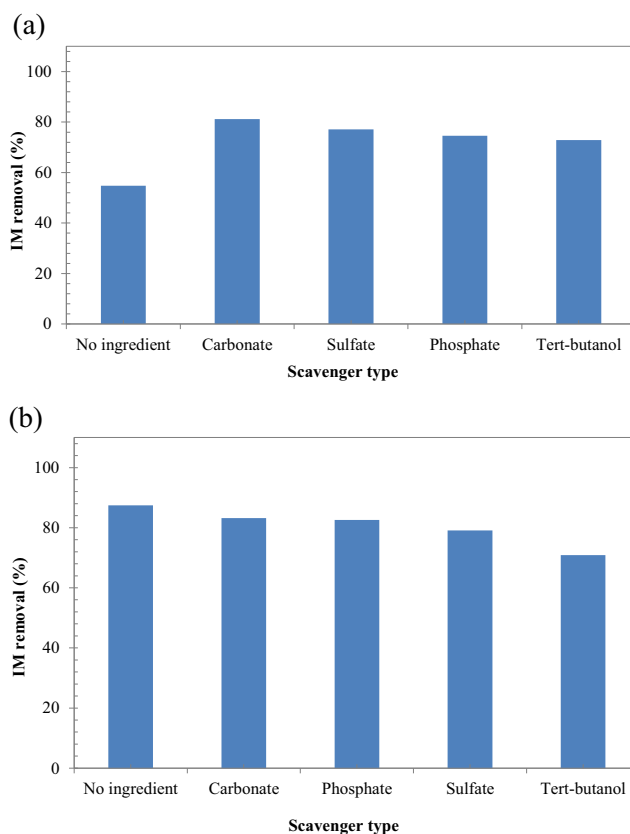 (a)
100
80
60
40
20
0
IM removal (%)
No ingredient Carbonate Sulfate Phosphate Tert-butanol
Scavenger type
(b)
100
80
60
40
20
0
IM removal (%)
No ingredient Carbonate Phosphate Sulfate Tert-butanol
Scavenger type